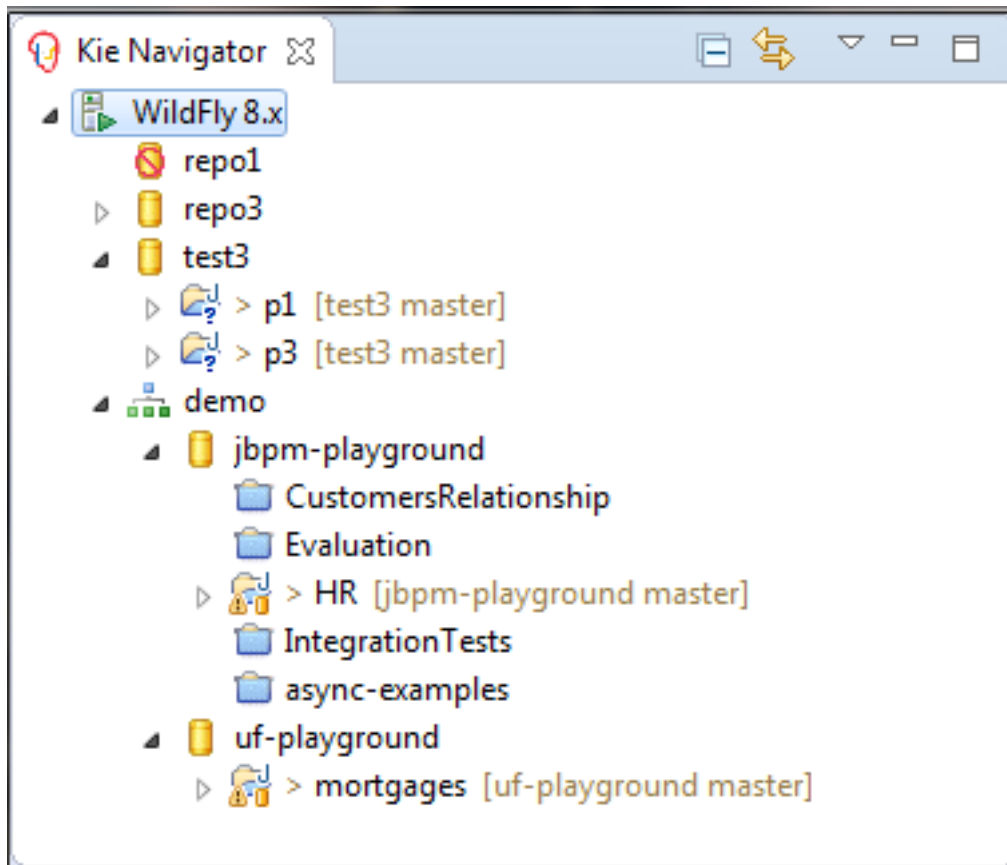 Kie Navigator
WildFly 8.x
repo1
repo3
test3
> p1 [test3 master]
> p3 [test3 master]
demo
jbpm-playground
CustomersRelationship
Evaluation
> HR [jbpm-playground master]
IntegrationTests
async-examples
uf-playground
> mortgages [uf-playground master]